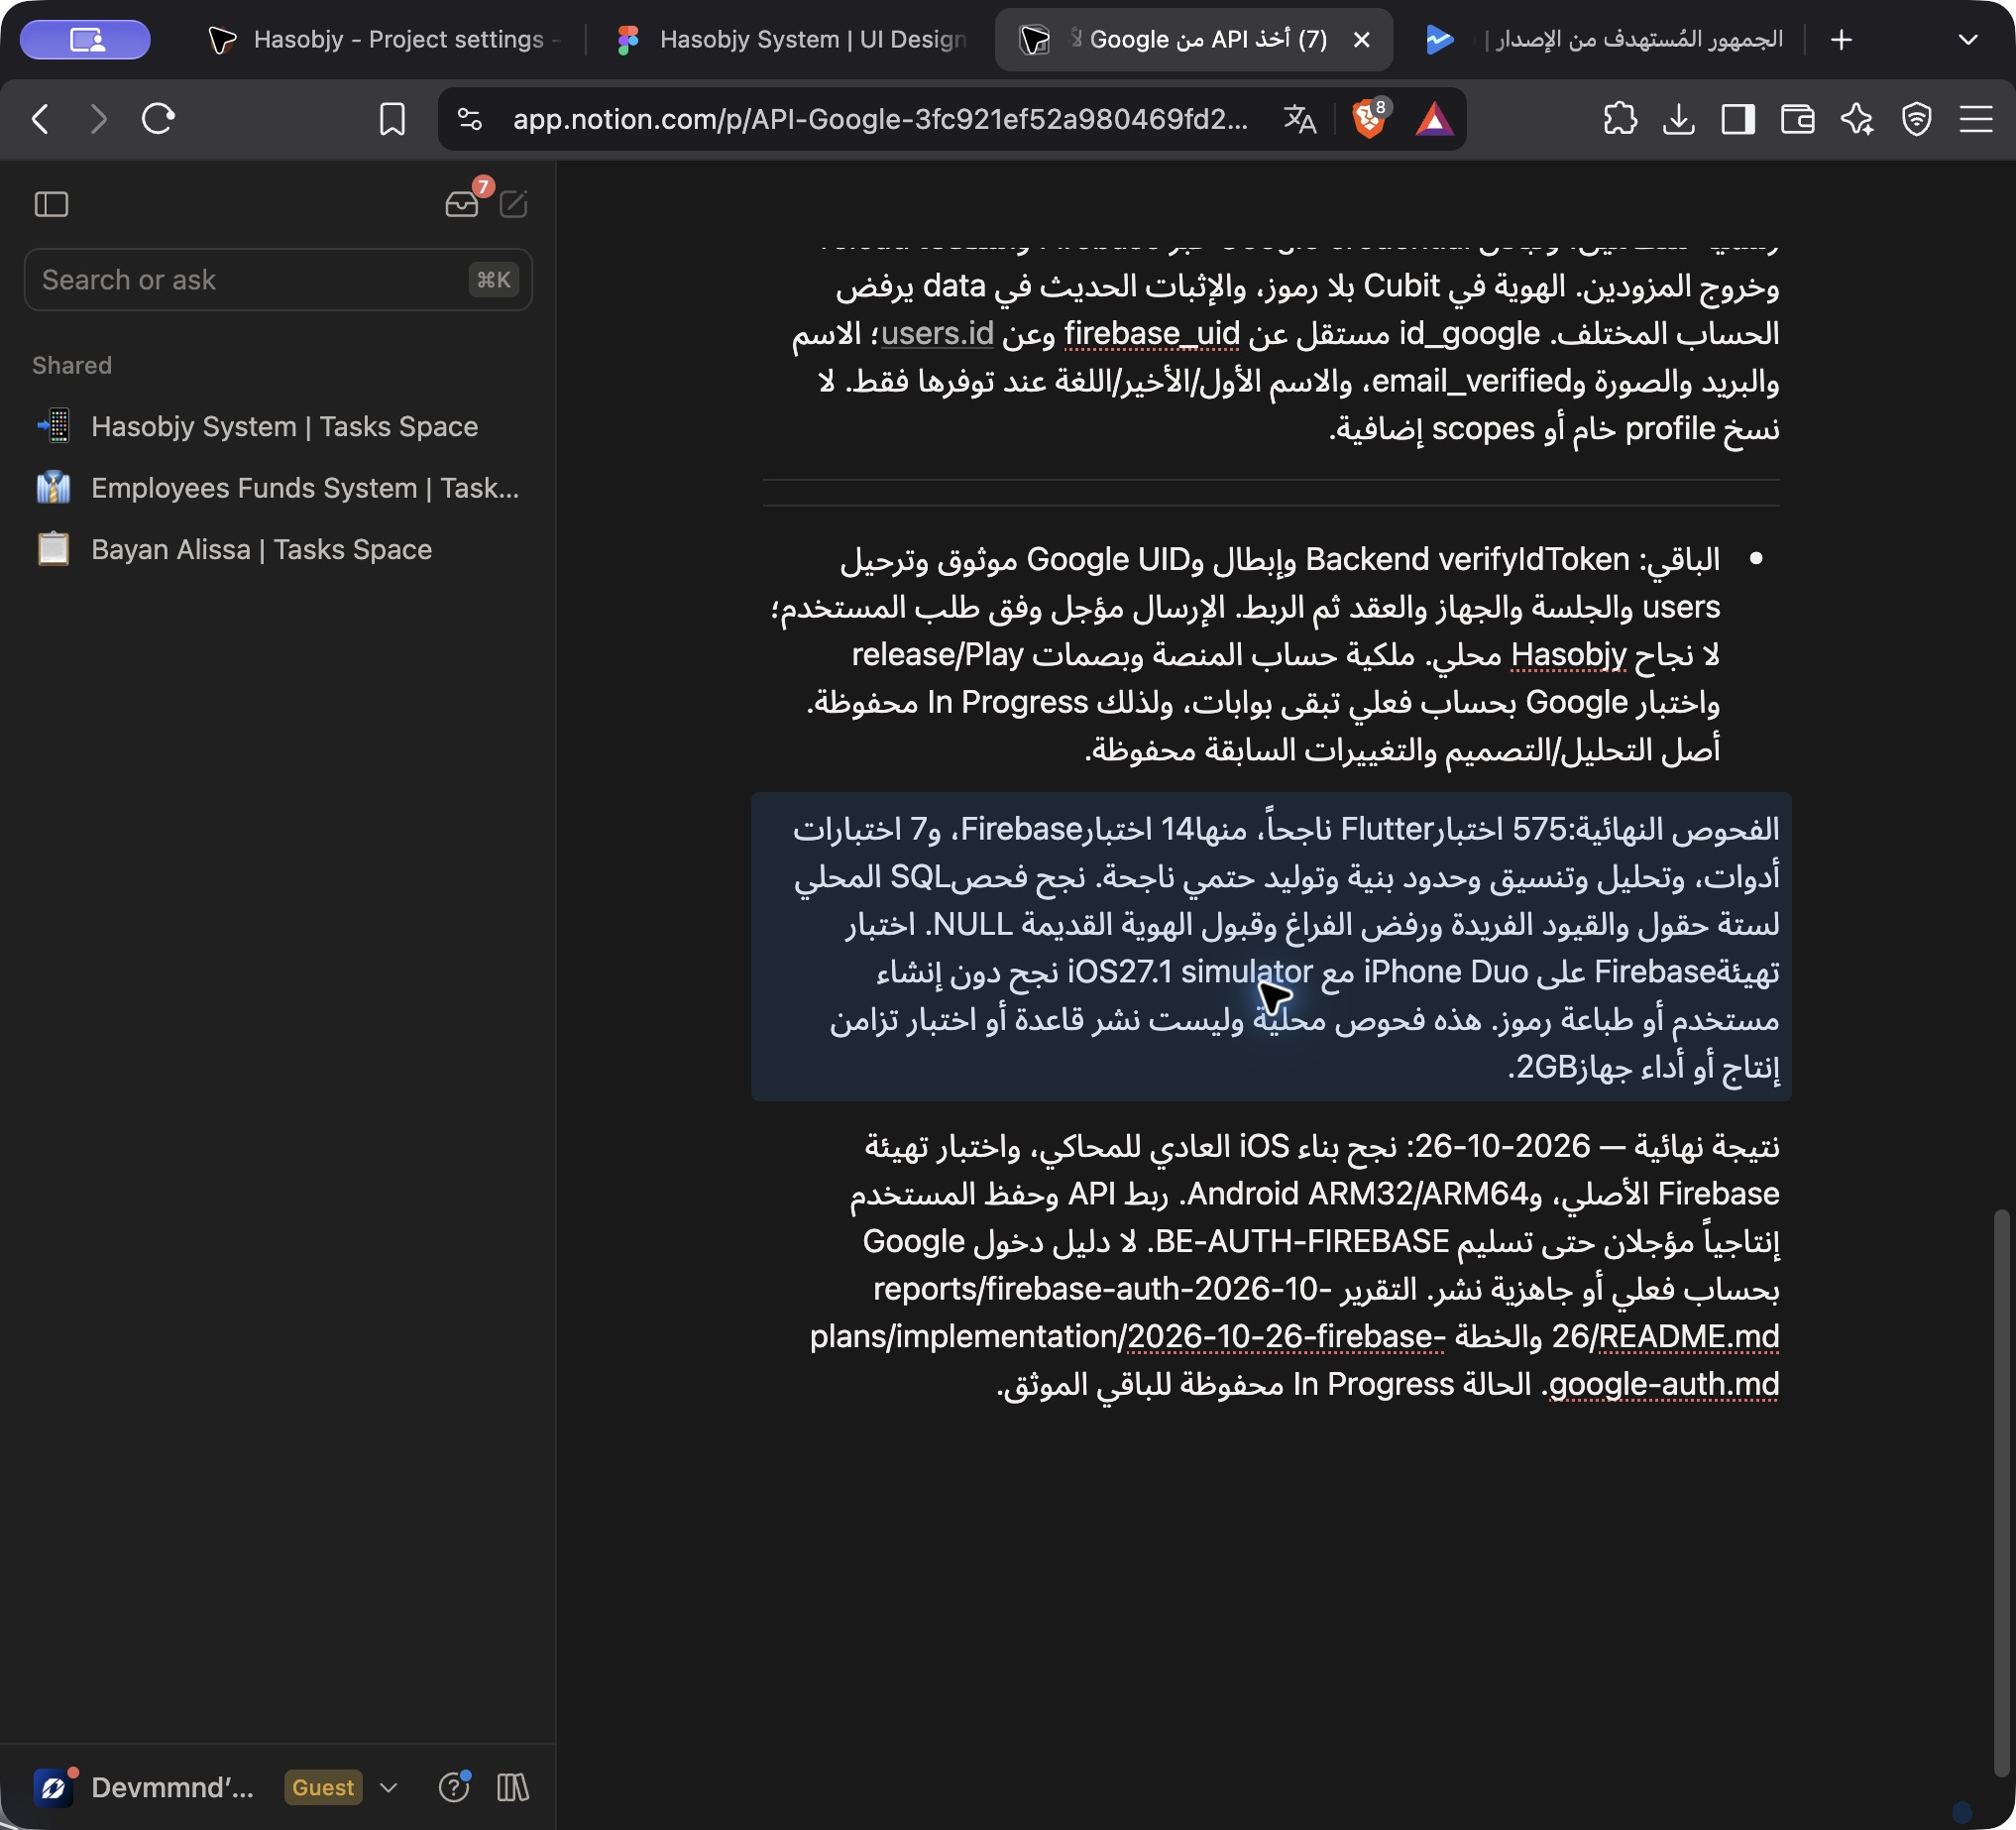 Hasobjy - Project settings -
Hasobjy System | UI Design
(7) أخذ API من Google لا
الجمهور المُستهدف من الإصدار |
app.notion.com/p/API-Google-3fc921ef52a980469fd2...
8
7
Search or ask
⌘K
Shared
Hasobjy System | Tasks Space
Employees Funds System | Task...
Bayan Alissa | Tasks Space
وخروج المزودين. الهوية في Cubit بلا رموز، والإثبات الحديث في data يرفض
الحساب المختلف. id_google مستقل عن firebase_uid وعن users.id؛ الاسم
والبريد والصورة وemail_verified، والاسم الأول/الأخير/اللغة عند توفرها فقط. لا
نسخ profile خام أو scopes إضافية.
• الباقي: Backend verifyIdToken وإبطال وGoogle UID موثوق وترحيل
users والجلسة والجهاز والعقد ثم الربط. الإرسال مؤجل وفق طلب المستخدم؛
لا نجاح Hasobjy محلي. ملكية حساب المنصة وبصمات release/Play
واختبار Google بحساب فعلي تبقى بوابات، ولذلك In Progress محفوظة.
أصل التحليل/التصميم والتغييرات السابقة محفوظة.
الفحوص النهائية:575 اختبارFlutter ناجحاً، منها14 اختبارFirebase، و7 اختبارات
أدوات، وتحليل وتنسيق وحدود بنية وتوليد حتمي ناجحة. نجح فحصSQL المحلي
لستة حقول والقيود الفريدة ورفض الفراغ وقبول الهوية القديمة NULL. اختبار
تهيئةFirebase على iPhone Duo مع iOS27.1 simulator نجح دون إنشاء
مستخدم أو طباعة رموز. هذه فحوص محلية وليست نشر قاعدة أو اختبار تزامن
إنتاج أو أداء جهاز2GB.
نتيجة نهائية — 2026-10-26: نجح بناء iOS العادي للمحاكي، واختبار تهيئة
Firebase الأصلي، وAndroid ARM32/ARM64. ربط API وحفظ المستخدم
إنتاجياً مؤجلان حتى تسليم BE-AUTH-FIREBASE. لا دليل دخول Google
بحساب فعلي أو جاهزية نشر. التقرير reports/firebase-auth-2026-10-
26/README.md والخطة plans/implementation/2026-10-26-firebase-
google-auth.md. الحالة In Progress محفوظة للباقي الموثق.
Devmmnd’...
Guest